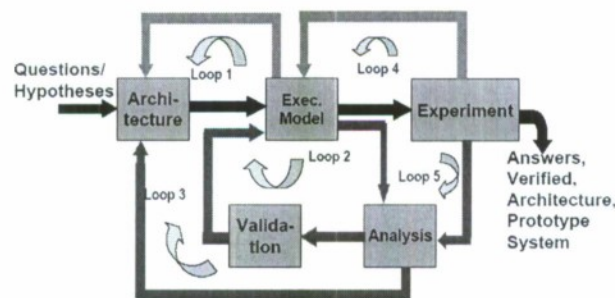 Questions/
Hypotheses
Archi-
tecture
Loop 1
Exec.
Model
Loop 4
Experiment
Loop 2
Loop 3
Loop 5
Valida-
tion
Analysis
Answers,
Verified,
Architecture,
Prototype
System